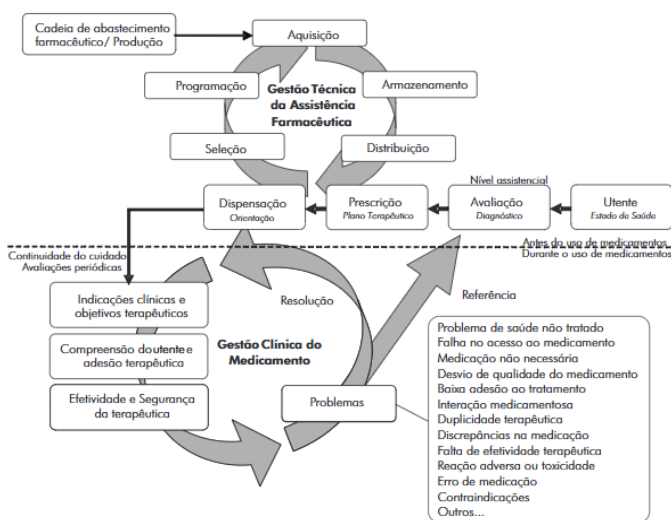 Cadeia de abastecimento
farmacêutico/ Produção
Aquisição
Programação
Gestão Técnica
da Assistência
Farmacêutica
Armazenamento
Seleção
Distribuição
Nível assistencial
Dispensação
Orientação
Prescrição
Plano Terapêutico
Avaliação
Diagnóstico
Utente
Estado de Saúde
Antes do uso de medicamentos
Durante o uso de medicamentos
Continuidade do cuidado
Avaliações periódicas
Indicações clínicas e
objetivos terapêuticos
Compreensão do utente e
adesão terapêutica
Efetividade e Segurança
da terapêutica
Resolução
Gestão Clínica do
Medicamento
Referência
Problemas
Problema de saúde não tratado
Falha no acesso ao medicamento
Medicação não necessária
Desvio de qualidade do medicamento
Baixa adesão ao tratamento
Interação medicamentosa
Duplicidade terapêutica
Discrepâncias na medicação
Falta de efetividade terapêutica
Reação adversa ou toxicidade
Erro de medicação
Contraindicações
Outros...